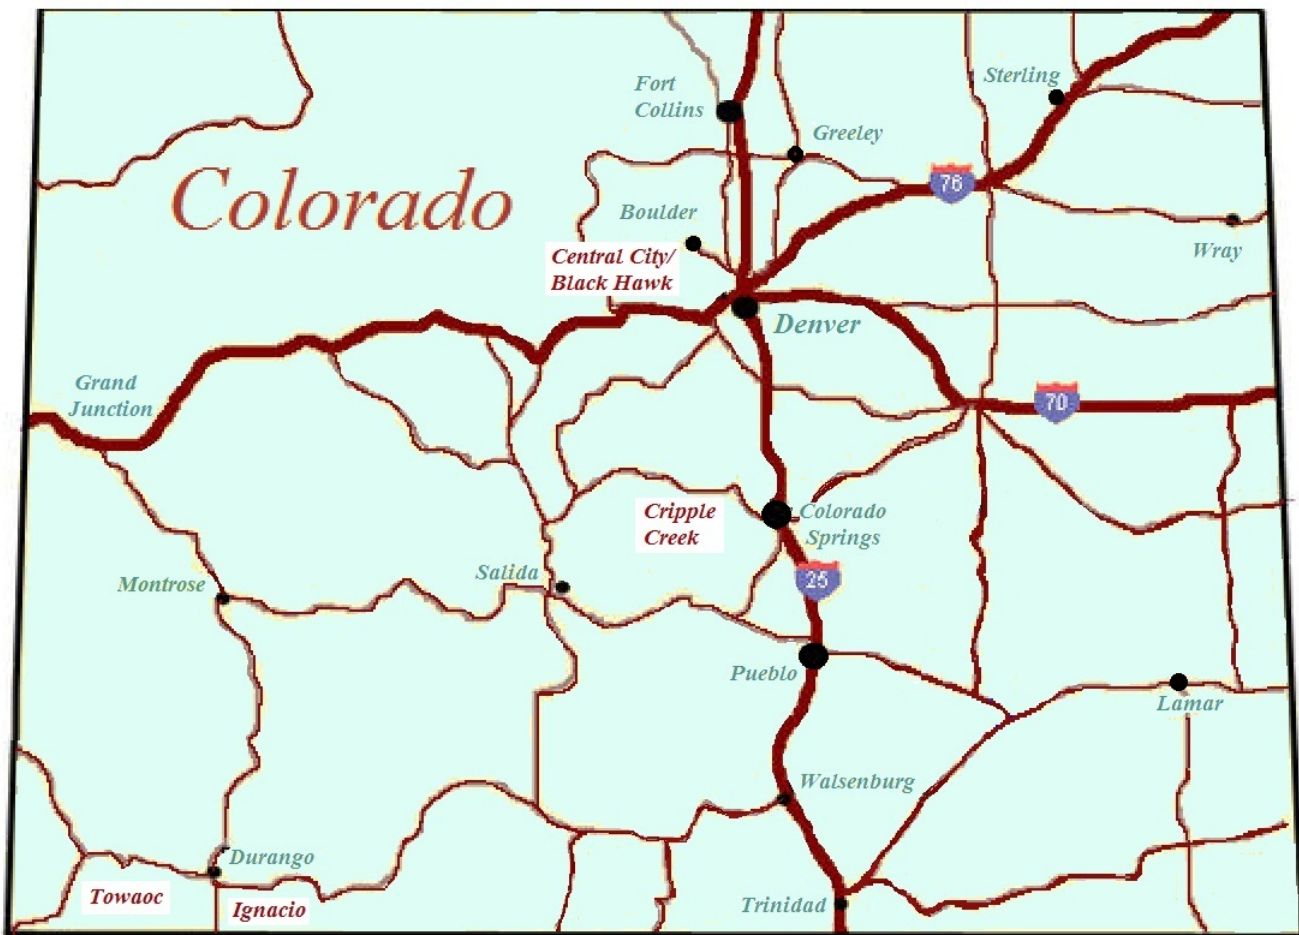 Sterling
Fort
Collins
Greeley
76
Colorado
Boulder
Wray
Central City/
Black Hawk
Denver
Grand
Junction
70
Cripple
Creek
Colorado
Springs
Salida
25
Montrose
Pueblo
Lamar
Walsenburg
Durango
Towaoc
Ignacio
Trinidad